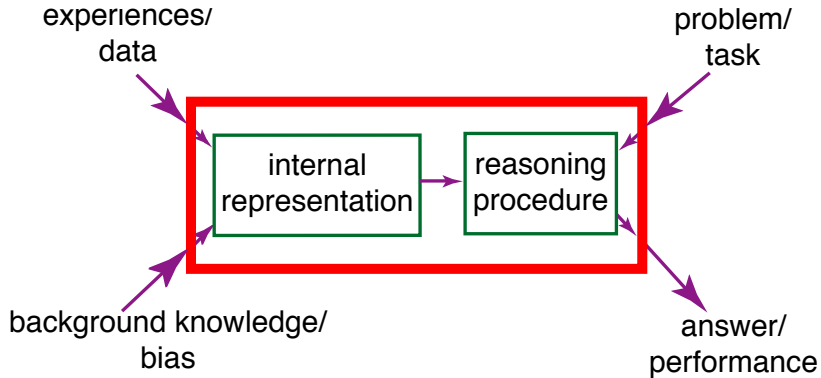 experiences/
data
problem/
task
internal
representation
reasoning
procedure
background knowledge/
bias
answer/
performance